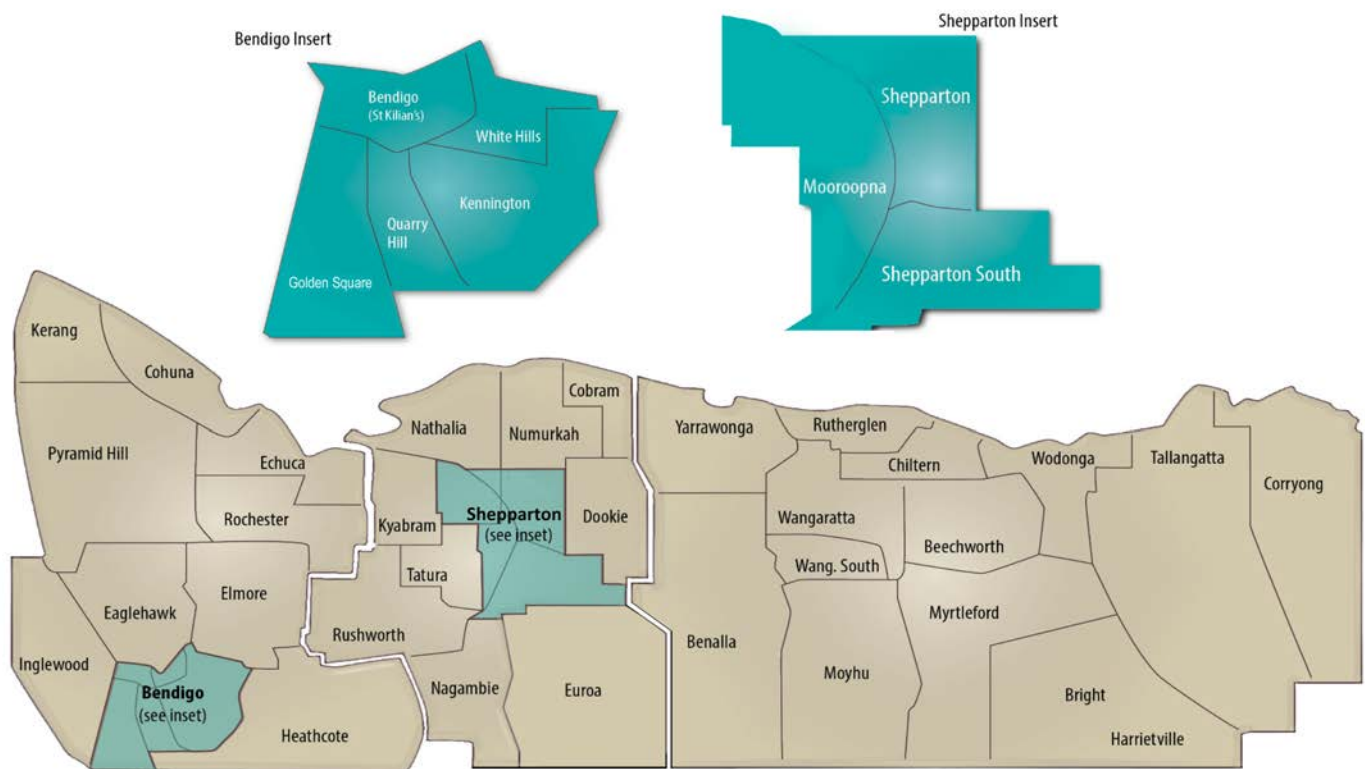 Bendigo Insert
Shepparton Insert
Bendigo
(St Kilian's)
White Hills
Quarry
Hill
Kennington
Golden Square
Shepparton
Mooroopna
Shepparton South
Kerang
Cohuna
Pyramid Hill
Echuca
Rochester
Elmore
Eaglehawk
Inglewood
Bendigo
(see inset)
Heathcote
Nathalia
Numurkah
Cobram
Kyabram
Shepparton
(see inset)
Dookie
Tatura
Rushworth
Nagambie
Euroa
Yarrawonga
Rutherglen
Chiltern
Wodonga
Tallangatta
Corryong
Wangaratta
Beechworth
Wang. South
Myrtleford
Benalla
Moyhu
Bright
Harrietville